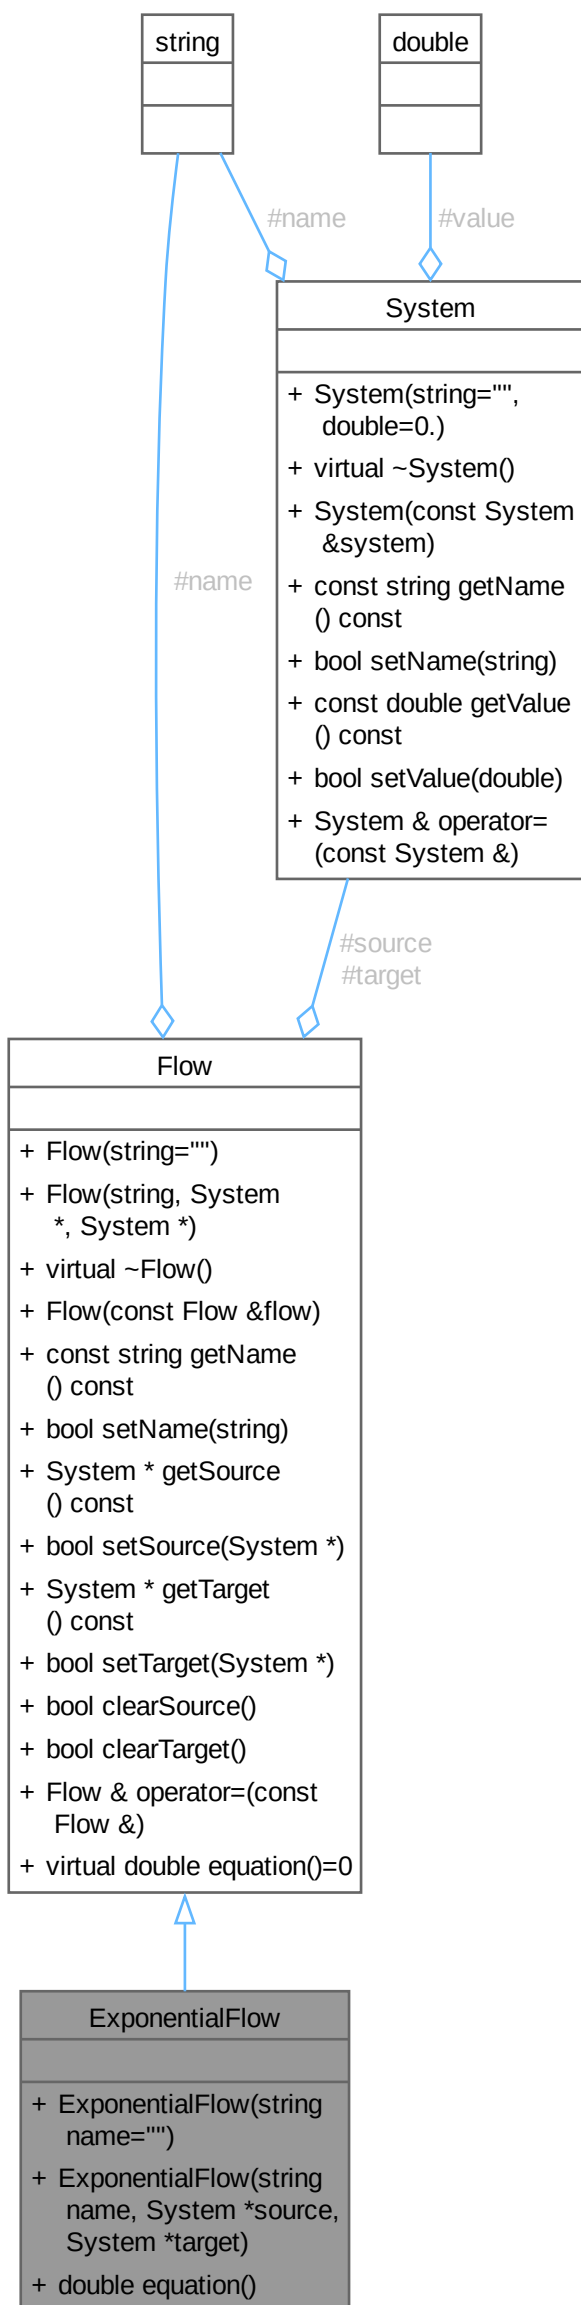 string
double
#name
#value
System
+ System(string="",
double=0.)
+ virtual ~System()
+ System(const System
&system)
+ const string getName
() const
+ bool setName(string)
+ const double getValue
() const
+ bool setValue(double)
+ System & operator=
(const System &)
#name
#source
#target
Flow
+ Flow(string="")
+ Flow(string, System
*, System *)
+ virtual ~Flow()
+ Flow(const Flow &flow)
+ const string getName
() const
+ bool setName(string)
+ System * getSource
() const
+ bool setSource(System *)
+ System * getTarget
() const
+ bool setTarget(System *)
+ bool clearSource()
+ bool clearTarget()
+ Flow & operator=(const
Flow &)
+ virtual double equation()=0
ExponentialFlow
+ ExponentialFlow(string
name="")
+ ExponentialFlow(string
name, System *source,
System *target)
+ double equation()